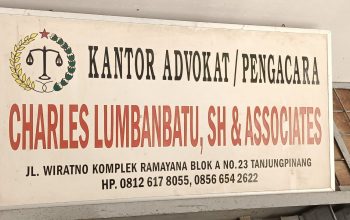 KANTOR ADVOKAT / PENGACARA
CHARLES LUMBANBATU, SH & ASSOCIATES
JL. WIRATNO KOMPLEK RAMAYANA BLOK A NO. 23 TANJUNGPINANG
HP. 0812 617 8055, 0856 654 2622